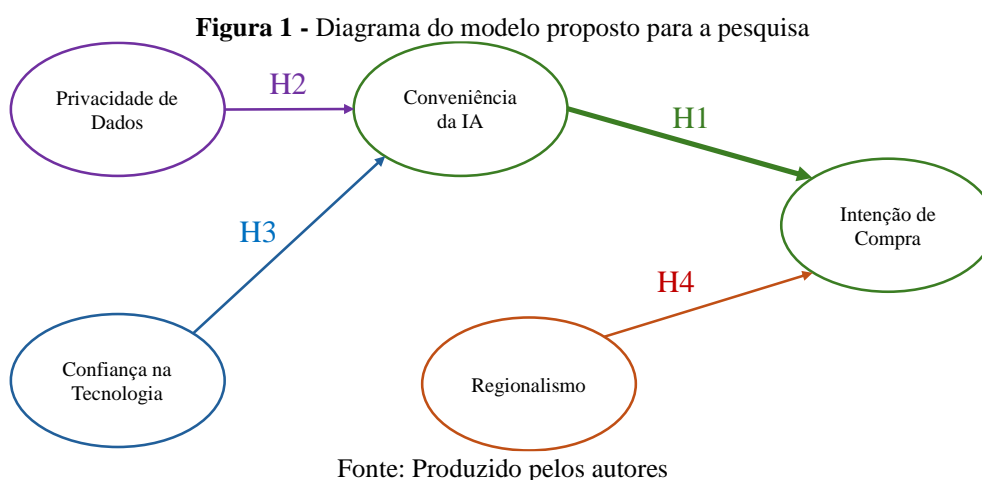 Figura 1 - Diagrama do modelo proposto para a pesquisa
Privacidade de
Dados
H2
Conveniência
da IA
H1
Intenção de
Compra
H3
H4
Confiança na
Tecnologia
Regionalismo
Fonte: Produzido pelos autores